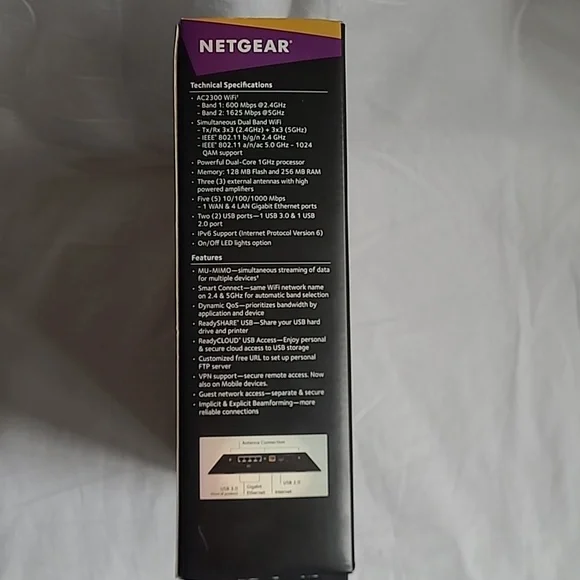 NETGEAR®
Technical Specifications
• AC2300 WiFi†
– Band 1: 600 Mbps @2.4GHz
– Band 2: 1625 Mbps @5GHz
• Simultaneous Dual Band WiFi
– Tx/Rx 3x3 (2.4GHz) + 3x3 (5GHz)
– IEEE® 802.11 b/g/n 2.4 GHz
– IEEE® 802.11 a/n/ac 5.0 GHz – 1024
QAM support
• Powerful Dual-Core 1GHz processor
• Memory: 128 MB Flash and 256 MB RAM
• Three (3) external antennas with high
powered amplifiers
• Five (5) 10/100/1000 Mbps
– 1 WAN & 4 LAN Gigabit Ethernet ports
• Two (2) USB ports—1 USB 3.0 & 1 USB
2.0 port
• IPv6 Support (Internet Protocol Version 6)
• On/Off LED lights option
Features
• MU-MIMO—simultaneous streaming of data
for multiple devices‡
• Smart Connect—same WiFi network name
on 2.4 & 5GHz for automatic band selection
• Dynamic QoS—prioritizes bandwidth by
application and device
• ReadySHARE® USB—Share your USB hard
drive and printer
• ReadyCLOUD® USB Access—Enjoy personal
& secure cloud access to USB storage
• Customized free URL to set up personal
FTP server
• VPN support—secure remote access. Now
also on Mobile devices.
• Guest network access—separate & secure
• Implicit & Explicit Beamforming—more
reliable connections
Antenna Connection
USB 3.0
Gigabit
Ethernet
Internet
USB 2.0